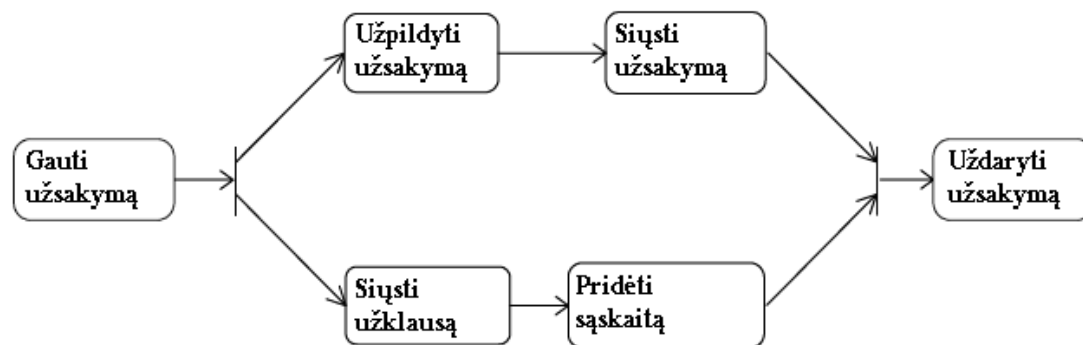 Užpildyti
užsakymą
Siųsti
užsakymą
Gauti
užsakymą
Uždaryti
užsakymą
Siųsti
užklausą
Pridėti
sąskaitą